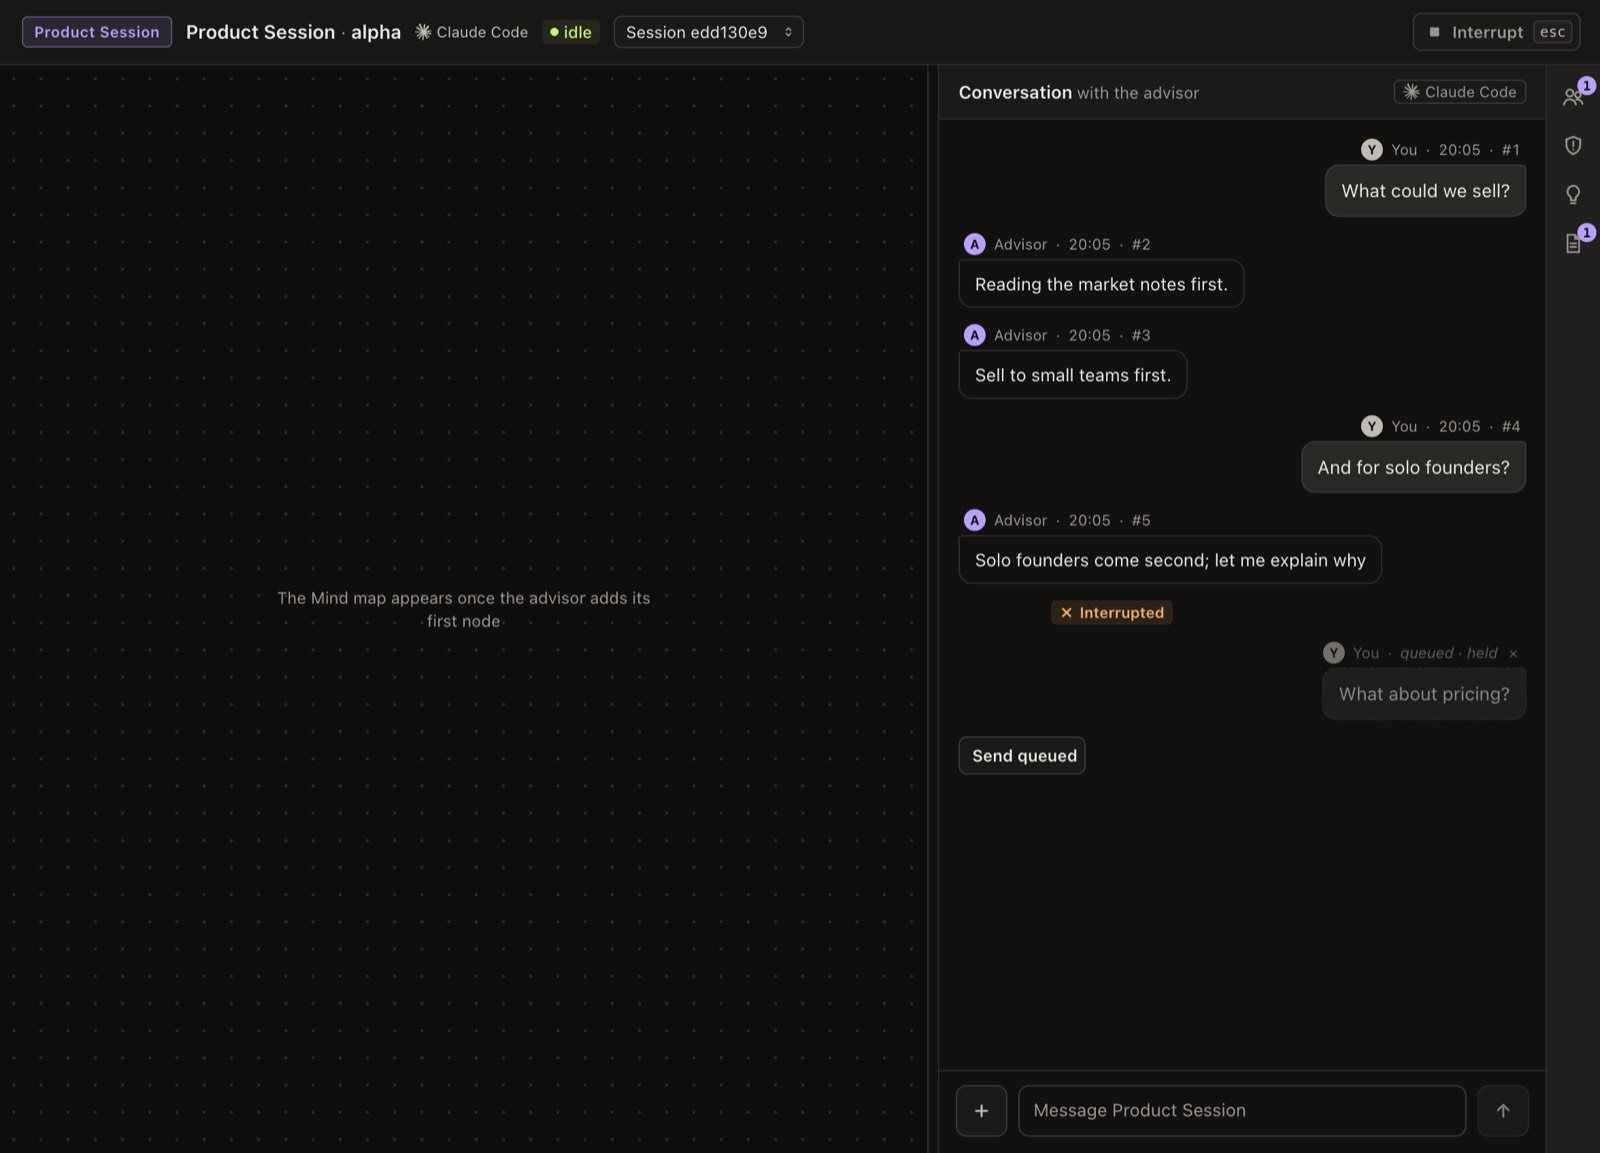 Product Session
Product Session · alpha
Claude Code
idle
Session edd130e9
Interrupt esc
The Mind map appears once the advisor adds its
first node
Conversation with the advisor
Claude Code
Y You · 20:05 · #1
What could we sell?
A Advisor · 20:05 · #2
Reading the market notes first.
A Advisor · 20:05 · #3
Sell to small teams first.
Y You · 20:05 · #4
And for solo founders?
A Advisor · 20:05 · #5
Solo founders come second; let me explain why
× Interrupted
Y You · queued · held ×
What about pricing?
Send queued
+
Message Product Session
1
1